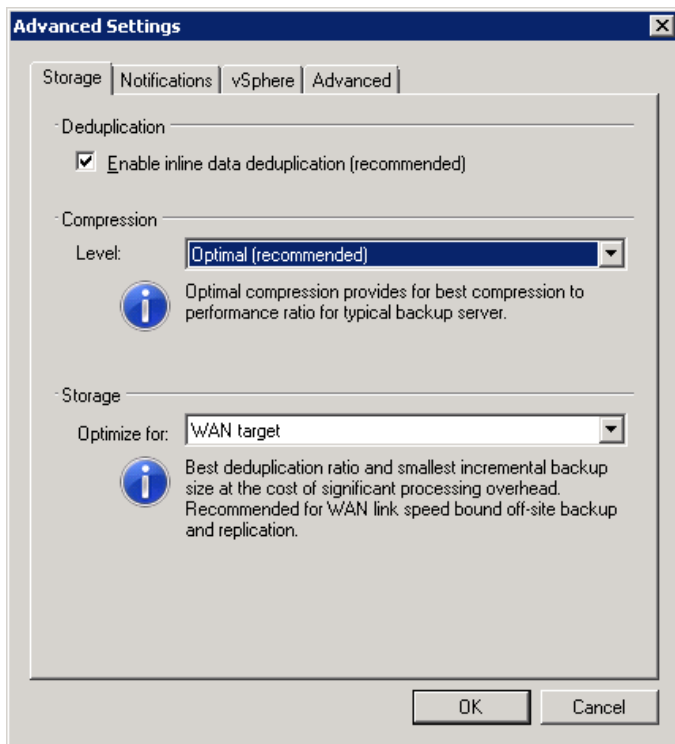 Advanced Settings
Storage
Notifications
vSphere
Advanced
Deduplication
Enable inline data deduplication (recommended)
Compression
Level:
Optimal (recommended)
Optimal compression provides for best compression to
performance ratio for typical backup server.
Storage
Optimize for:
WAN target
Best deduplication ratio and smallest incremental backup
size at the cost of significant processing overhead.
Recommended for WAN link speed bound off-site backup
and replication.
OK
Cancel